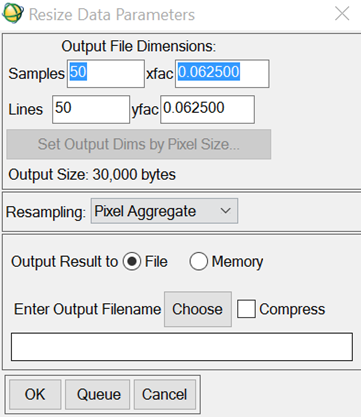 Resize Data Parameters
Output File Dimensions:
Samples 50 xfac 0.062500
Lines 50 yfac 0.062500
Set Output Dims by Pixel Size...
Output Size: 30,000 bytes
Resampling: Pixel Aggregate
Output Result to File Memory
Enter Output Filename Choose Compress
OK Queue Cancel